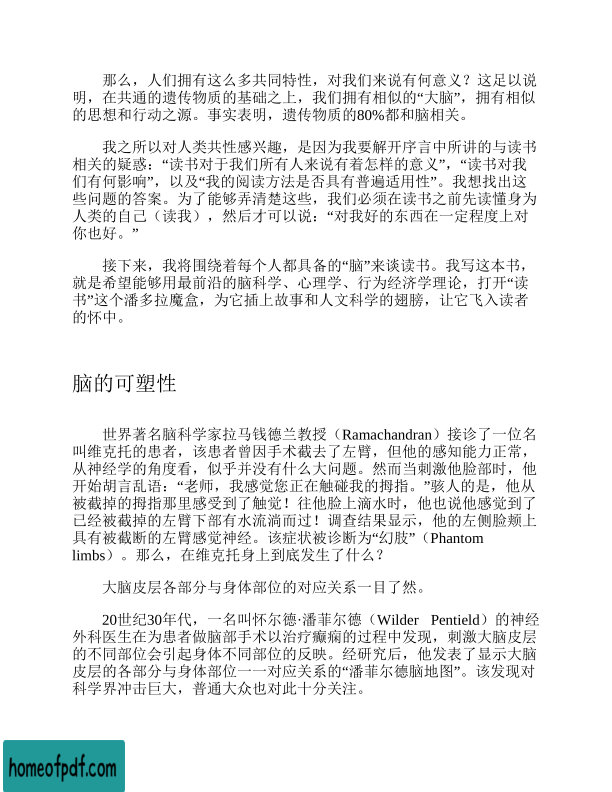 那么，人们拥有这么多共同特性，对我们来说有何意义？这足以说
明，在共通的遗传物质的基础之上，我们拥有相似的“大脑”，拥有相似
的思想和行动之源。事实表明，遗传物质的80%都和脑相关。
我之所以对人类共性感兴趣，是因为我要解开序言中所讲的与读书
相关的疑惑：“读书对于我们所有人来说有着怎样的意义”，“读书对我
们有何影响”，以及“我的阅读方法是否具有普遍适用性”。我想找出这
些问题的答案。为了能够弄清楚这些，我们必须在读书之前先读懂身为
人类的自己（读我），然后才可以说：“对我好的东西在一定程度上对
你也好。”
接下来，我将围绕着每个人都具备的“脑”来谈读书。我写这本书，
就是希望能够用最前沿的脑科学、心理学、行为经济学理论，打开“读
书”这个潘多拉魔盒，为它插上故事和人文科学的翅膀，让它飞入读者
的怀中。
脑的可塑性
世界著名脑科学家拉马钱德兰教授（Ramachandran）接诊了一位名
叫维克托的患者，该患者曾因手术截去了左臂，但他的感知能力正常，
从神经学的角度看，似乎并没有什么大问题。然而当刺激他脸部时，他
开始胡言乱语：“老师，我感觉您正在触碰我的拇指。”骇人的是，他从
被截掉的拇指那里感受到了触觉！往他脸上滴水时，他也说他感觉到了
已经被截掉的左臂下部有水流淌而过！调查结果显示，他的左侧脸颊上
具有被截断的左臂感觉神经。该症状被诊断为“幻肢”（Phantom
limbs）。那么，在维克托身上到底发生了什么？
大脑皮层各部分与身体部位的对应关系一目了然。
20世纪30年代，一名叫怀尔德·潘菲尔德（Wilder Pentield）的神经
外科医生在为患者做脑部手术以治疗癫痫的过程中发现，刺激大脑皮层
的不同部位会引起身体不同部位的反映。经研究后，他发表了显示大脑
皮层的各部分与身体部位一一对应关系的“潘菲尔德脑地图”。该发现对
科学界冲击巨大，普通大众也对此十分关注。
homeofpdf.com